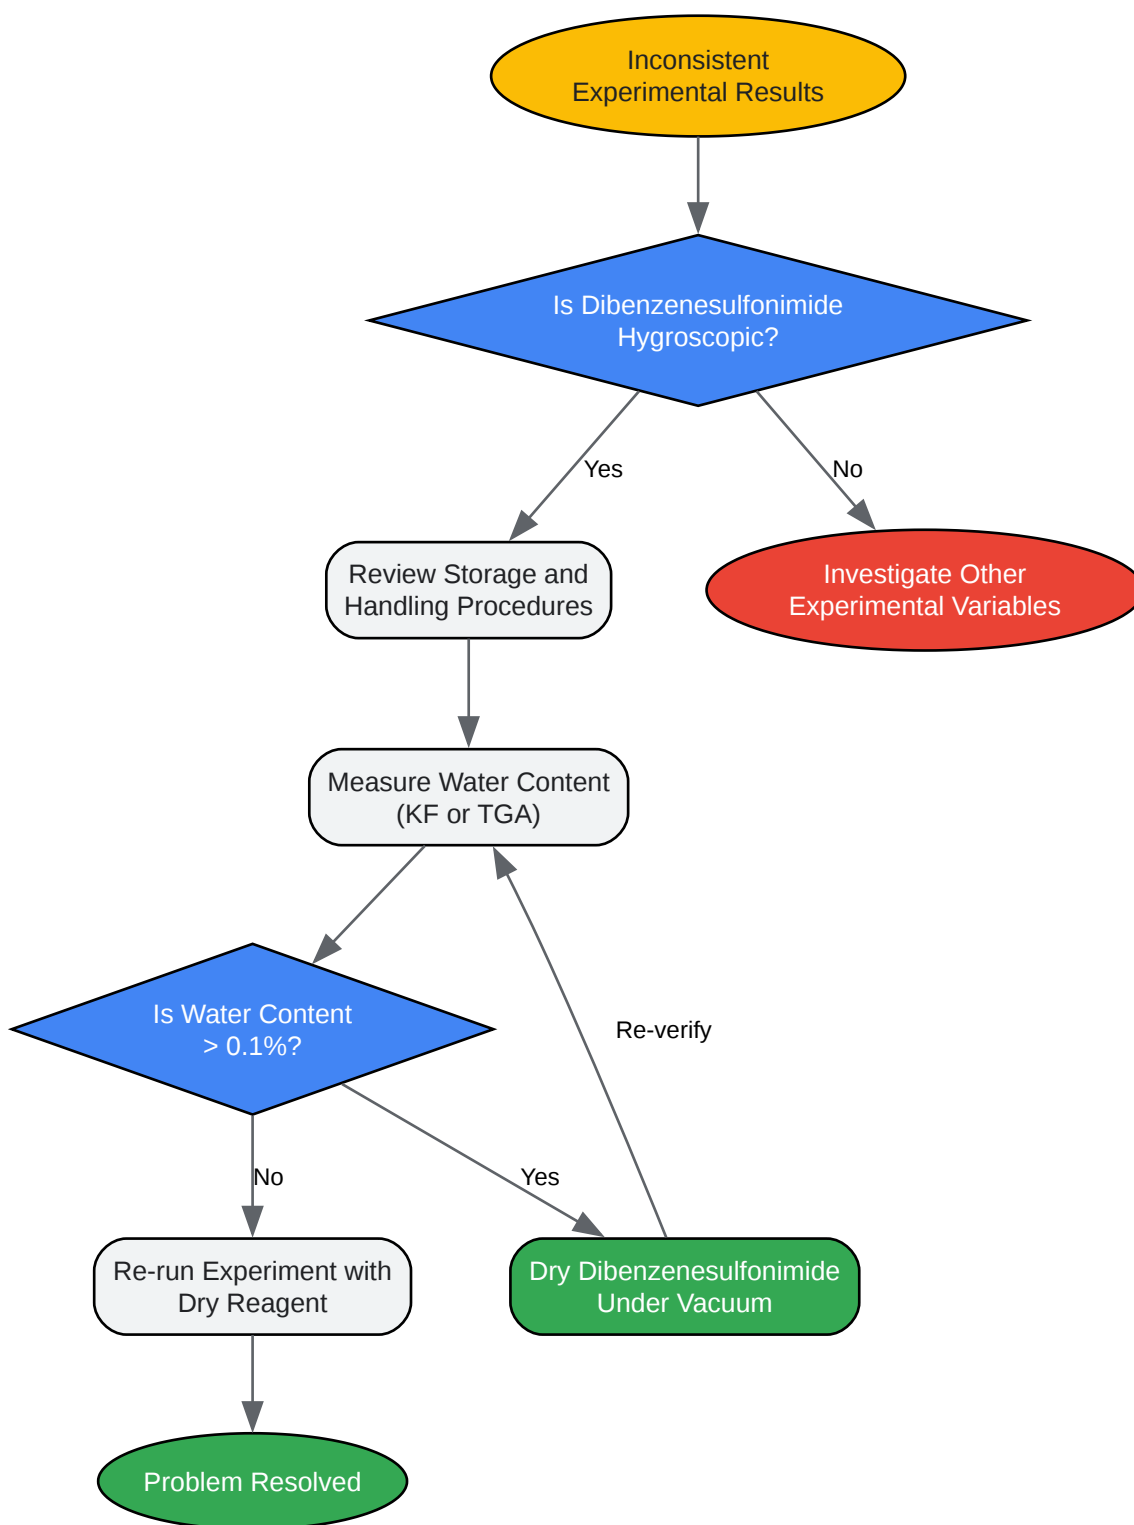 Inconsistent
Experimental Results
Is Dibenzenesulfonimide
Hygroscopic?
Yes
No
Review Storage and
Handling Procedures
Investigate Other
Experimental Variables
Measure Water Content
(KF or TGA)
Is Water Content
> 0.1%?
Re-verify
No
Yes
Re-run Experiment with
Dry Reagent
Dry Dibenzenesulfonimide
Under Vacuum
Problem Resolved